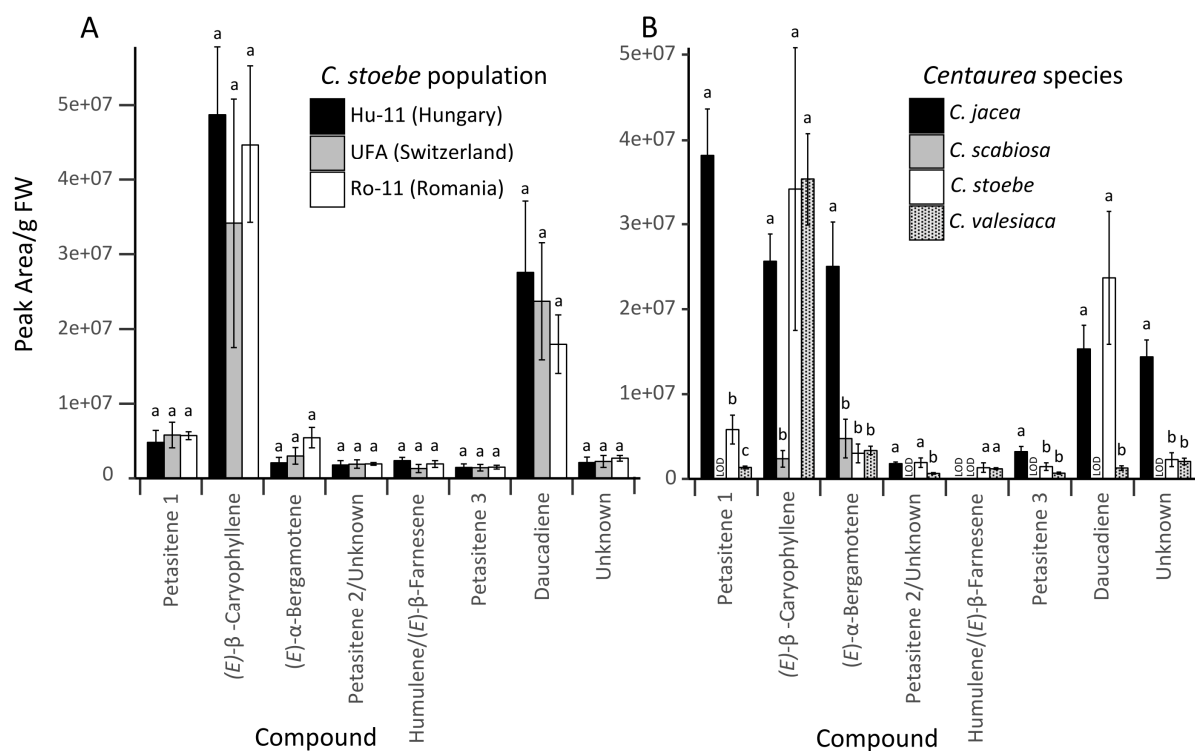 A
C. stoebe population
Hu-11 (Hungary)
UFA (Switzerland)
Ro-11 (Romania)
Peak Area/g FW
5e+07
4e+07
3e+07
2e+07
1e+07
0
a a a
a a a
a a a
a a a
a a a
a a a
a a a
a a a
Petasitene 1
(E)-β -Caryophyllene
(E)-α-Bergamotene
Petasitene 2/Unknown
Humulene/(E)-β-Farnesene
Petasitene 3
Daucadiene
Unknown
Compound
B
Centaurea species
C. jacea
C. scabiosa
C. stoebe
C. valesiaca
5e+07
4e+07
3e+07
2e+07
1e+07
0
a LOD b c
a b a a
a b b b
a LOD a b
LOD LOD a a
a LOD b b
a LOD a b
a LOD b b
Petasitene 1
(E)-β -Caryophyllene
(E)-α-Bergamotene
Petasitene 2/Unknown
Humulene/(E)-β-Farnesene
Petasitene 3
Daucadiene
Unknown
Compound